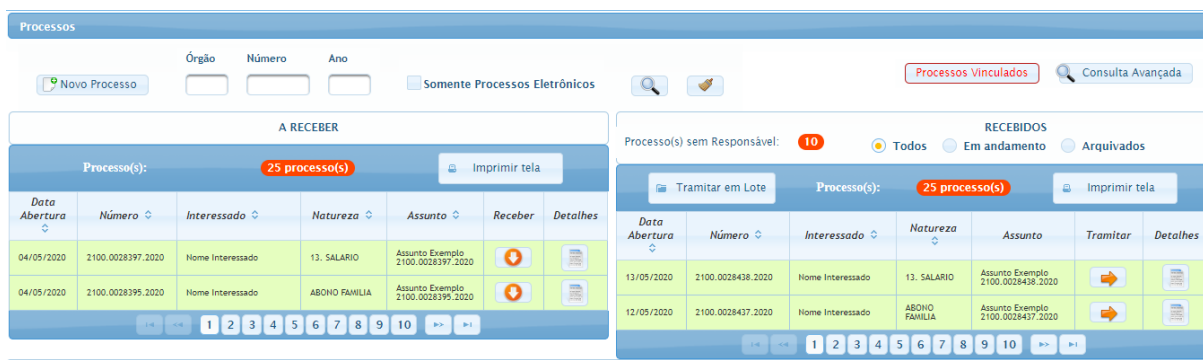 Processos
Órgão Número Ano
Novo Processo Somente Processos Eletrônicos Processos Vinculados Consulta Avançada
A RECEBER
Processo(s): 25 processo(s) Imprimir tela
Data Abertura Número Interessado Natureza Assunto Receber Detalhes
04/05/2020 2100.0028397.2020 Nome Interessado 13. SALARIO Assunto Exemplo 2100.0028397.2020
04/05/2020 2100.0028395.2020 Nome Interessado ABONO FAMILIA Assunto Exemplo 2100.0028395.2020
1 2 3 4 5 6 7 8 9 10
RECEBIDOS
Processo(s) sem Responsável: 10 Todos Em andamento Arquivados
Tramitar em Lote Processo(s): 25 processo(s) Imprimir tela
Data Abertura Número Interessado Natureza Assunto Tramitar Detalhes
13/05/2020 2100.0028438.2020 Nome Interessado 13. SALARIO Assunto Exemplo 2100.0028438.2020
12/05/2020 2100.0028437.2020 Nome Interessado ABONO FAMILIA Assunto Exemplo 2100.0028437.2020
1 2 3 4 5 6 7 8 9 10